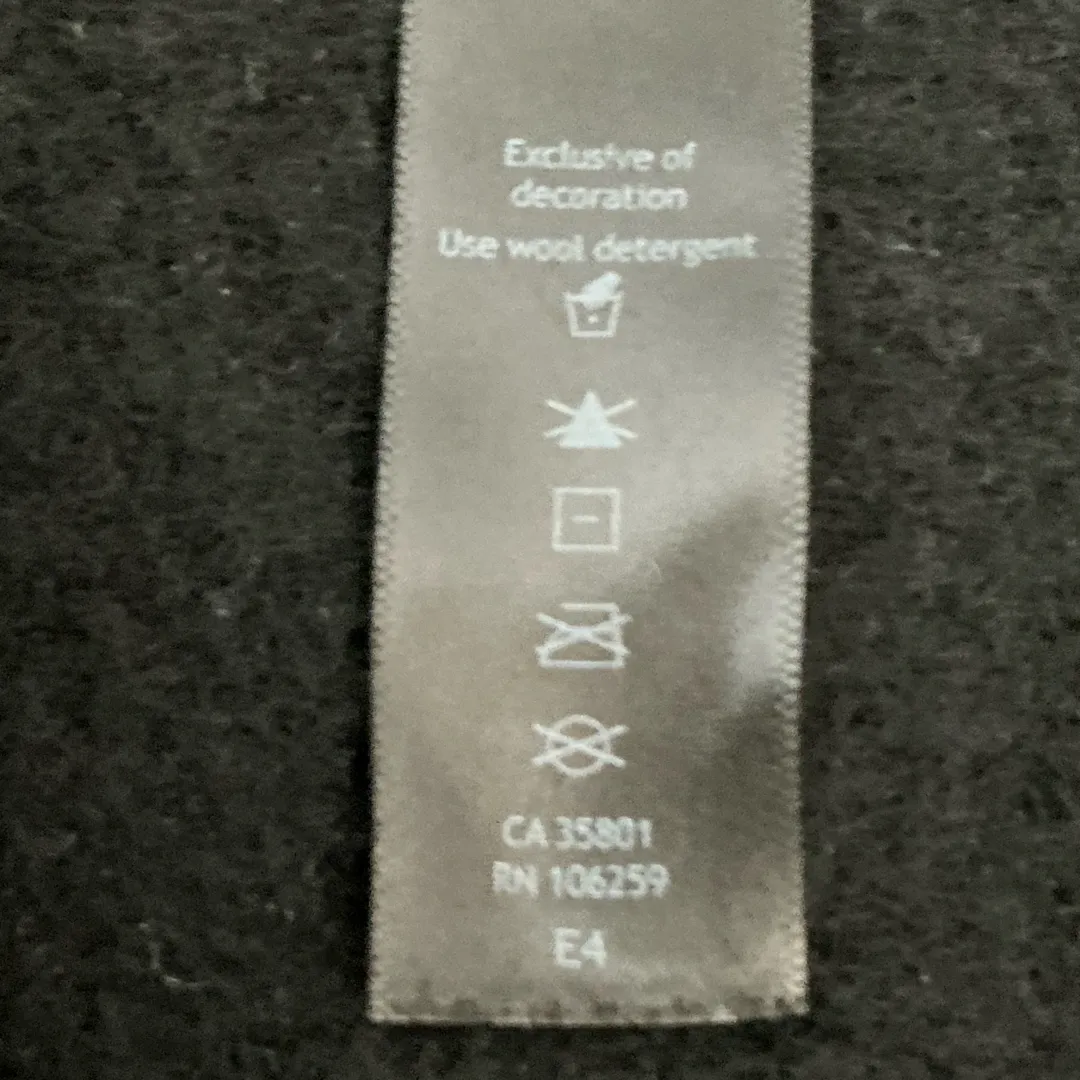 Exclusive of
decoration
Use wool detergent
CA 35801
RN 106259
E4